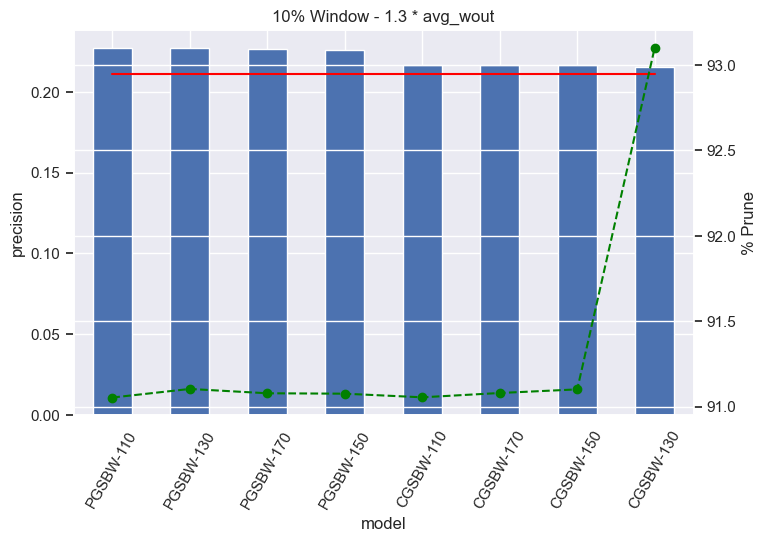 10% Window - 1.3 * avg_wout
precision
0.20
0.15
0.10
0.05
0.00
93.0
92.5
92.0
91.5
91.0
% Prune
PGSBW-110
PGSBW-130
PGSBW-170
PGSBW-150
CGSBW-110
CGSBW-170
CGSBW-150
CGSBW-130
model